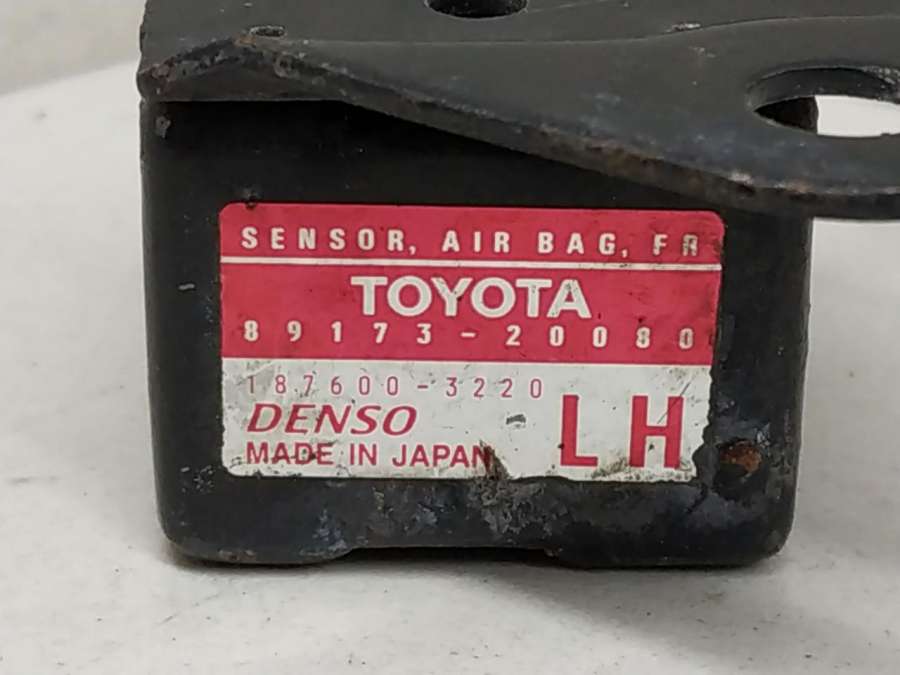 SENSOR, AIR BAG, FR
TOYOTA
89173-20080
187600-3220
DENSO
MADE IN JAPAN
LH